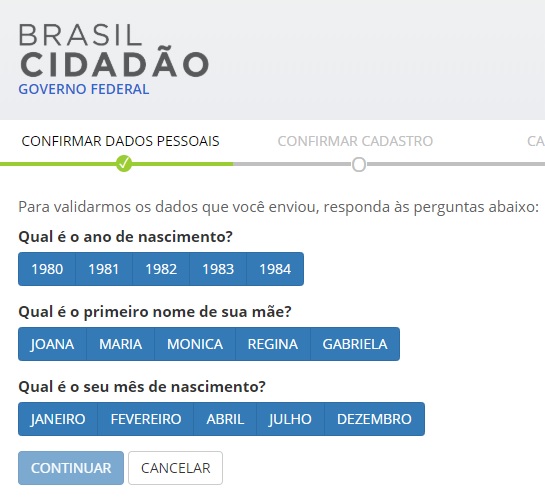 BRASIL
CIDADÃO
GOVERNO FEDERAL
CONFIRMAR DADOS PESSOAIS CONFIRMAR CADASTRO CA
Para validarmos os dados que você enviou, responda às perguntas abaixo:
Qual é o ano de nascimento?
1980 1981 1982 1983 1984
Qual é o primeiro nome de sua mãe?
JOANA MARIA MONICA REGINA GABRIELA
Qual é o seu mês de nascimento?
JANEIRO FEVEREIRO ABRIL JULHO DEZEMBRO
CONTINUAR CANCELAR